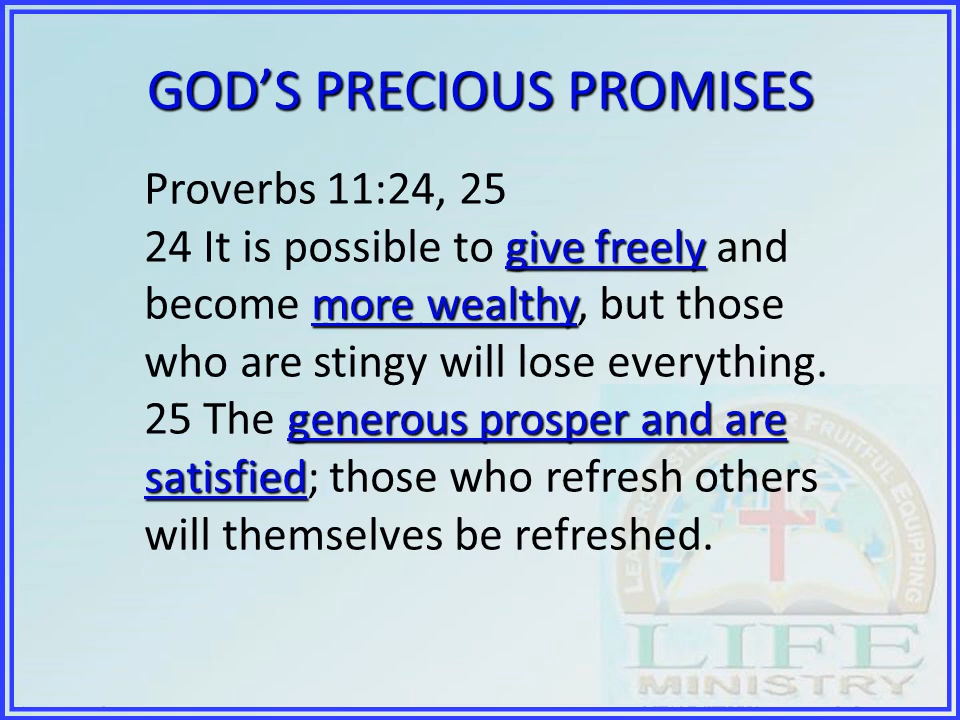 GOD’S PRECIOUS PROMISES
Proverbs 11:24, 25
24 It is possible to give freely and
become more wealthy, but those
who are stingy will lose everything.
25 The generous prosper and are
satisfied; those who refresh others
will themselves be refreshed.
FRUITFUL EQUIPPING
LIFE
MINISTRY